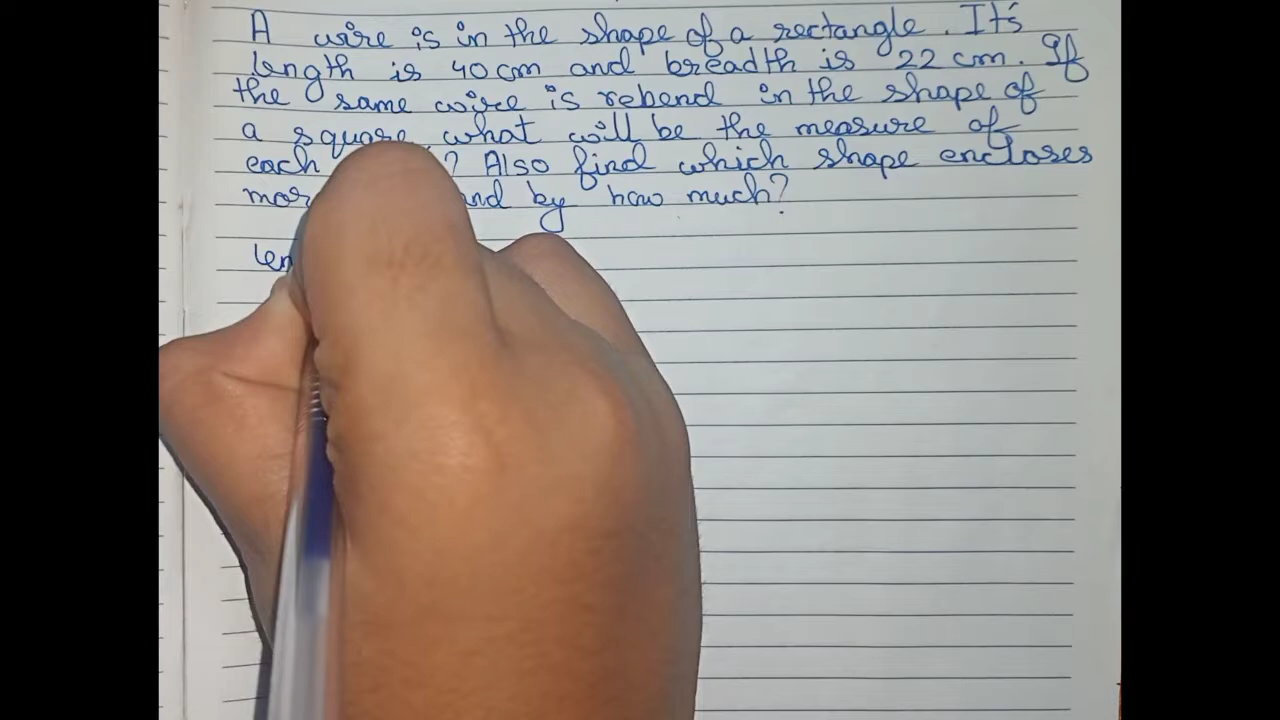 A wire is in the shape of a rectangle. It's
length is 40 cm and breadth is 22 cm. If
the same wire is rebend in the shape of
a square, what will be the measure of
each ? Also find which shape encloses
by how much?